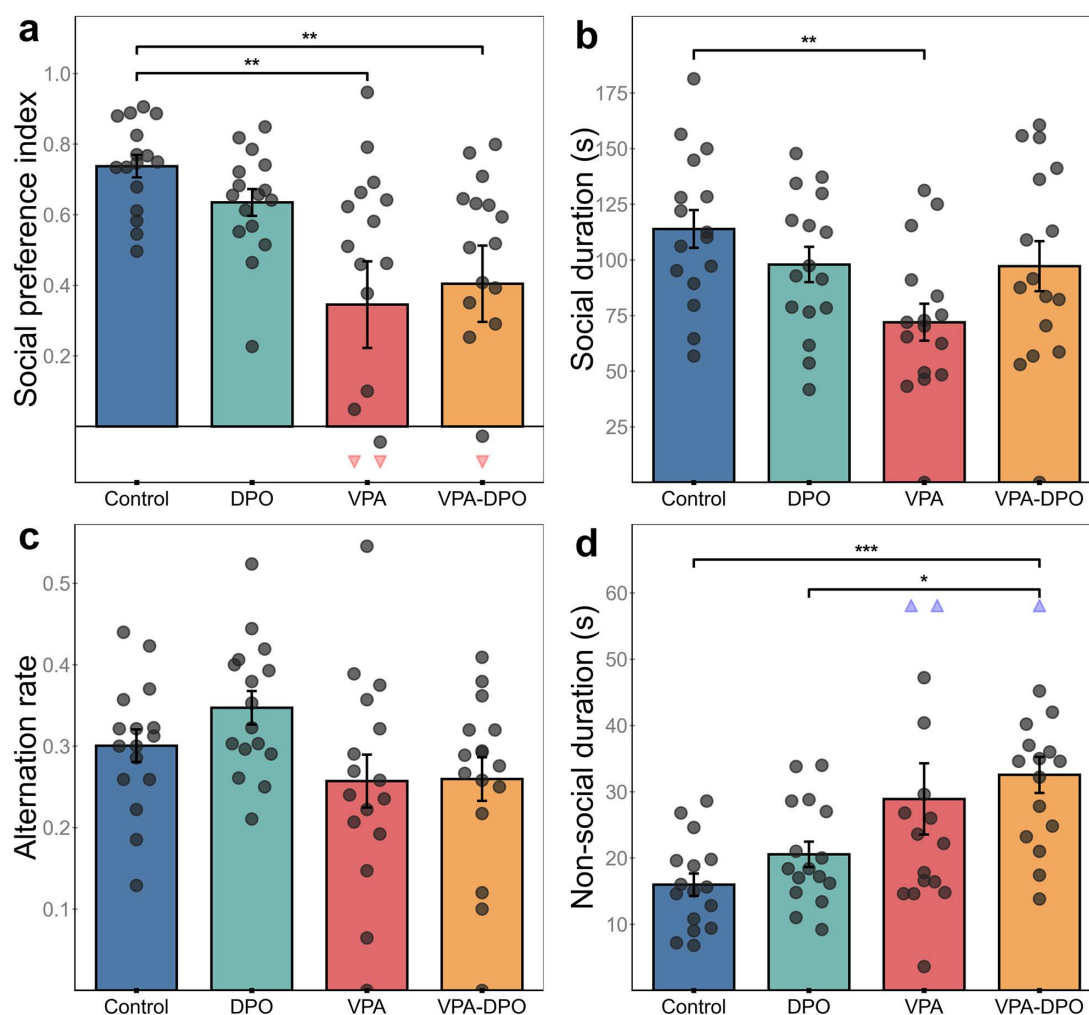 a
**
**
Social preference index
1.0
0.8
0.6
0.4
0.2
Control DPO VPA VPA-DPO
b
**
Social duration (s)
175
150
125
100
75
50
25
Control DPO VPA VPA-DPO
c
Alternation rate
0.5
0.4
0.3
0.2
0.1
Control DPO VPA VPA-DPO
d
***
*
Non-social duration (s)
60
50
40
30
20
10
Control DPO VPA VPA-DPO